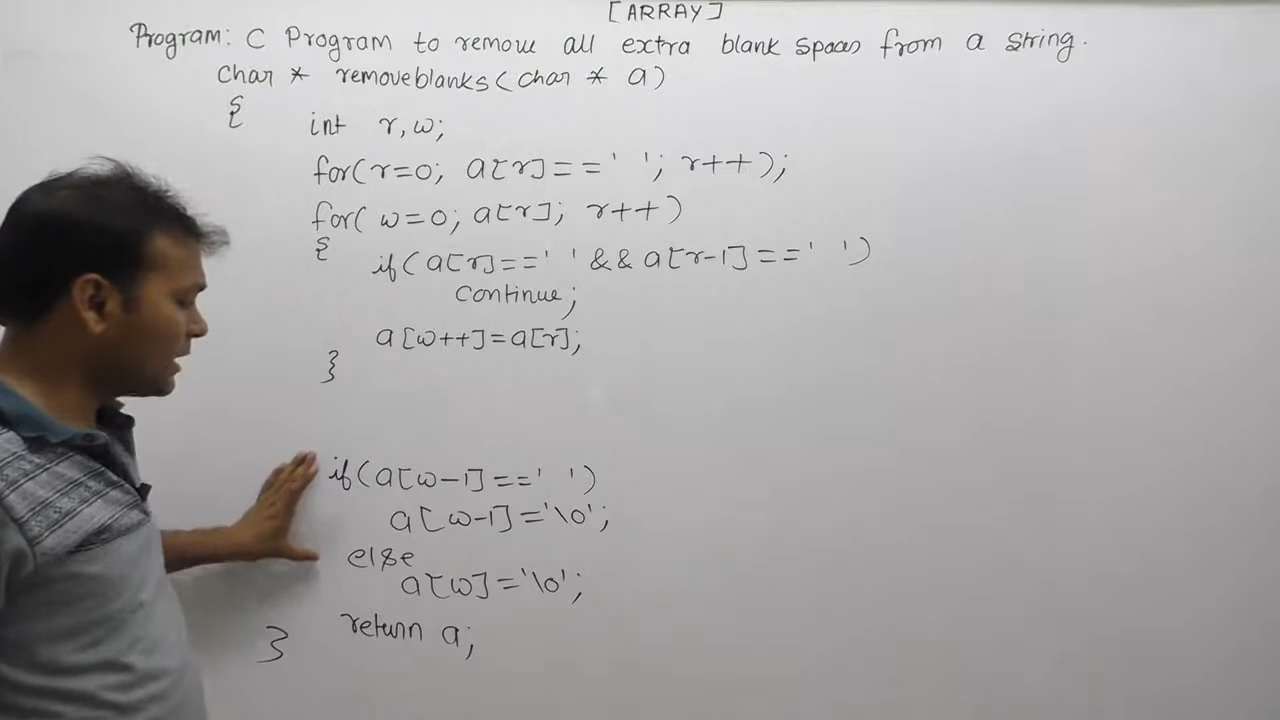 [ARRAY]
Program: C Program to remove all extra blank spaces from a string.
Char * removeblanks(char * a)
{
int r,w;
for(r=0; a[r]==' '; r++);
for( w=0; a[r]; r++)
{
if(a[r]==' '&&a[r-1]==' ')
Continue;
a[w++]=a[r];
}
if(a[w-1]==' ')
a[w-1]='\0';
else
a[w]='\0';
return a;
}